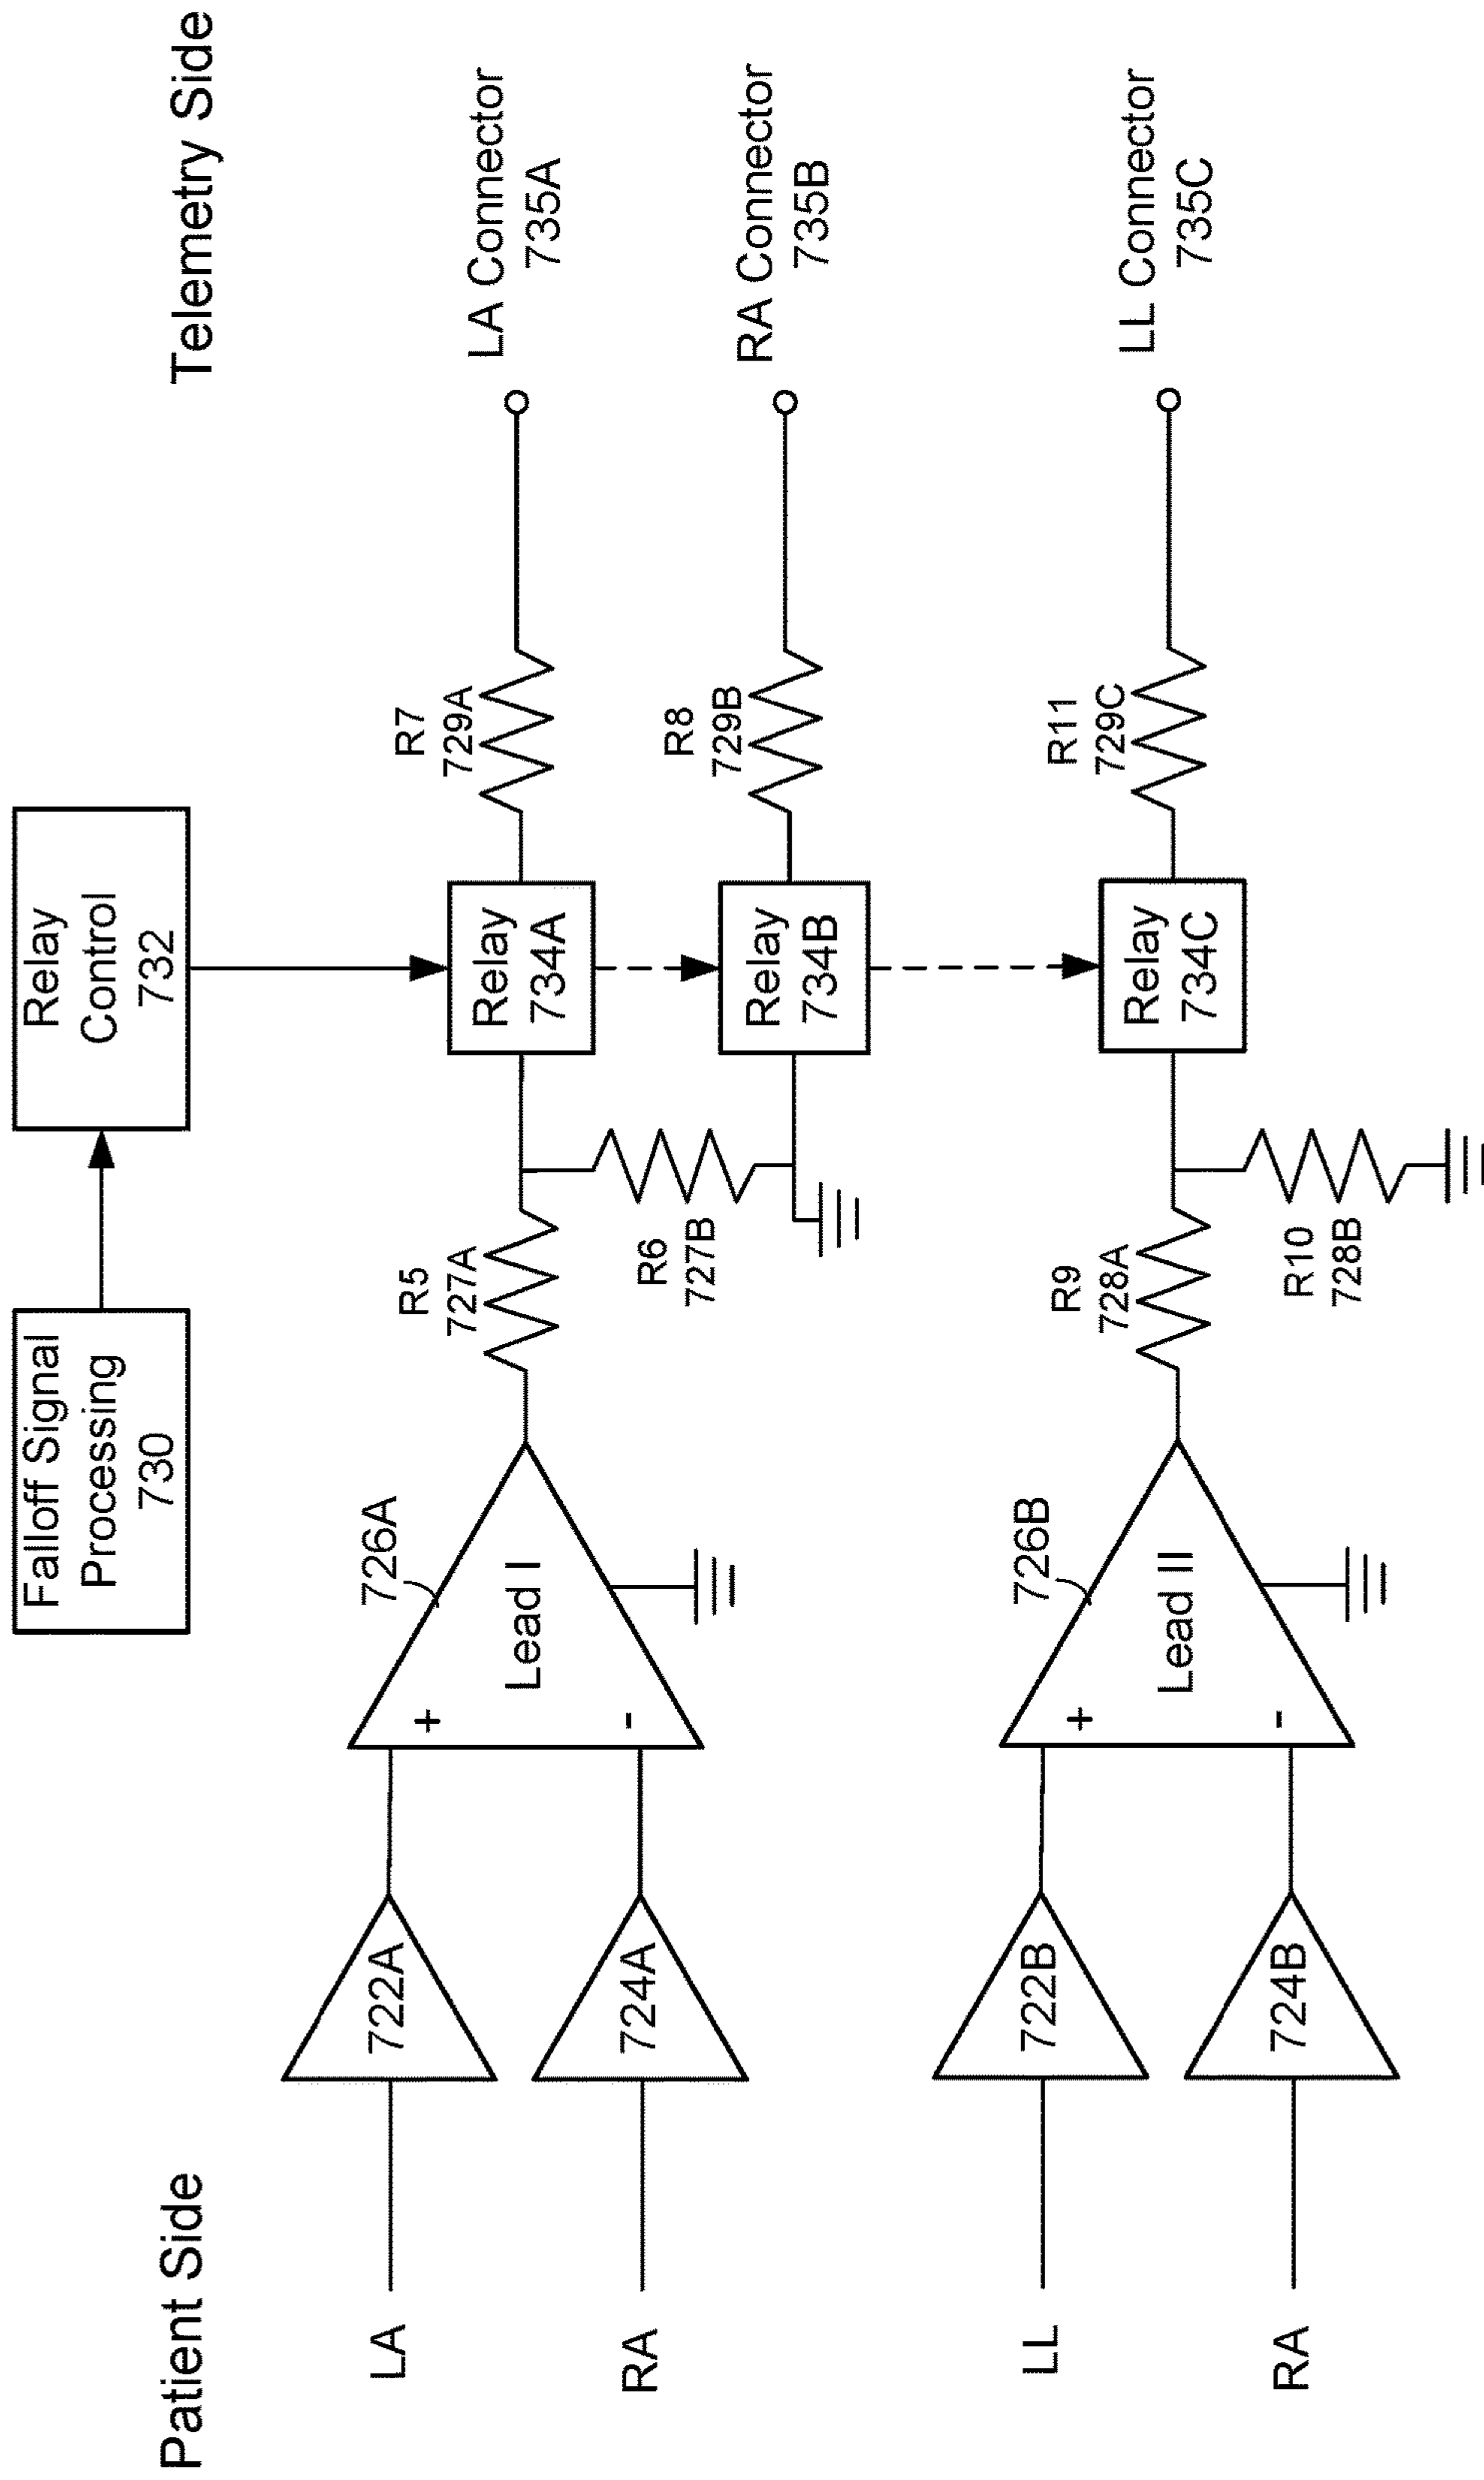 Patient Side
Telemetry Side
Falloff Signal
Processing
730
Relay
Control
732
LA
722A
RA
724A
726A
+
-
Lead I
R5
727A
R6
727B
Relay
734A
R7
729A
LA Connector
735A
Relay
734B
R8
729B
RA Connector
735B
LL
722B
RA
724B
726B
+
-
Lead II
R9
728A
R10
728B
Relay
734C
R11
729C
LL Connector
735C